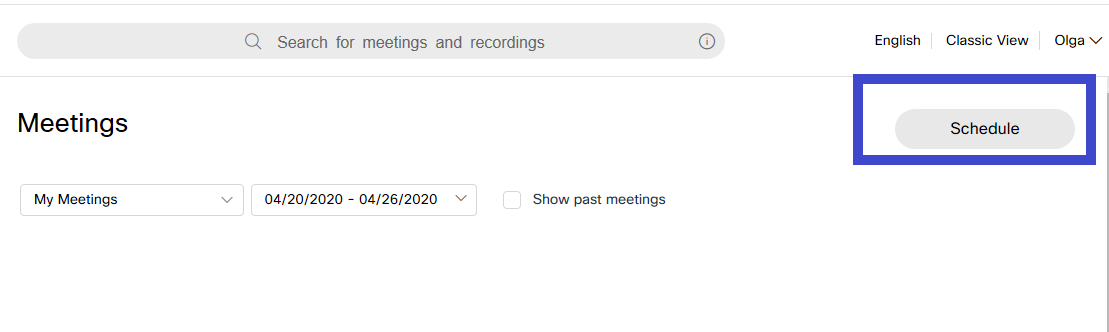 Search for meetings and recordings
English
Classic View
Olga
Meetings
Schedule
My Meetings
04/20/2020 - 04/26/2020
Show past meetings